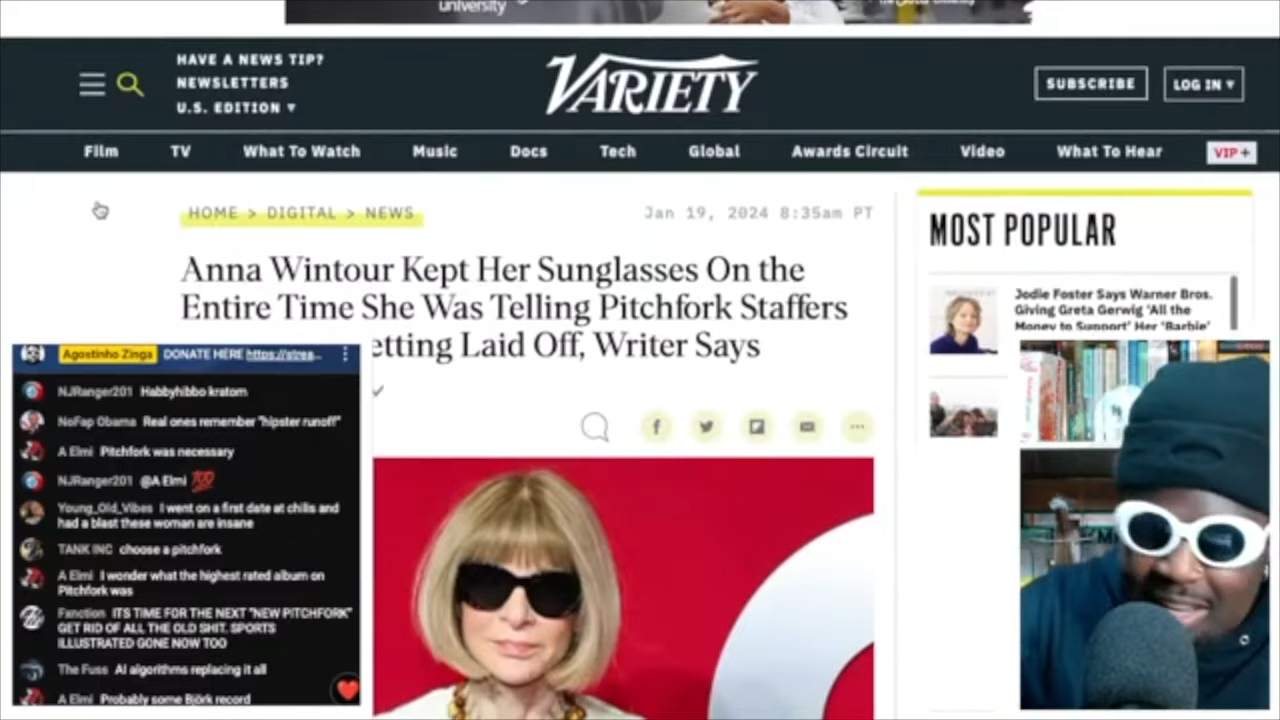 university
HAVE A NEWS TIP?
NEWSLETTERS
U.S. EDITION
VARIETY
SUBSCRIBE
LOG IN
Film TV What To Watch Music Docs Tech Global Awards Circuit Video What To Hear VIP+
HOME > DIGITAL > NEWS
Jan 19, 2024 8:35am PT
Anna Wintour Kept Her Sunglasses On the
Entire Time She Was Telling Pitchfork Staffers
etting Laid Off, Writer Says
MOST POPULAR
Jodie Foster Says Warner Bros.
Giving Greta Gerwig 'All the
Money to Support' Her 'Barbie'
Agostinho Zinga DONATE HERE https://strea...
NJRanger201 Habbyhibbo kratom
NoFap Obama Real ones remember "hipster runoff"
A Elmi Pitchfork was necessary
NJRanger201 @A Elmi 💯
Young_Old_Vibes I went on a first date at chilis and
had a blast these woman are insane
TANK INC choose a pitchfork
A Elmi I wonder what the highest rated album on
Pitchfork was
Fanction ITS TIME FOR THE NEXT "NEW PITCHFORK"
GET RID OF ALL THE OLD SHIT. SPORTS
ILLUSTRATED GONE NOW TOO
The Fuss AI algorithms replacing it all
A Elmi Probably some Björk record